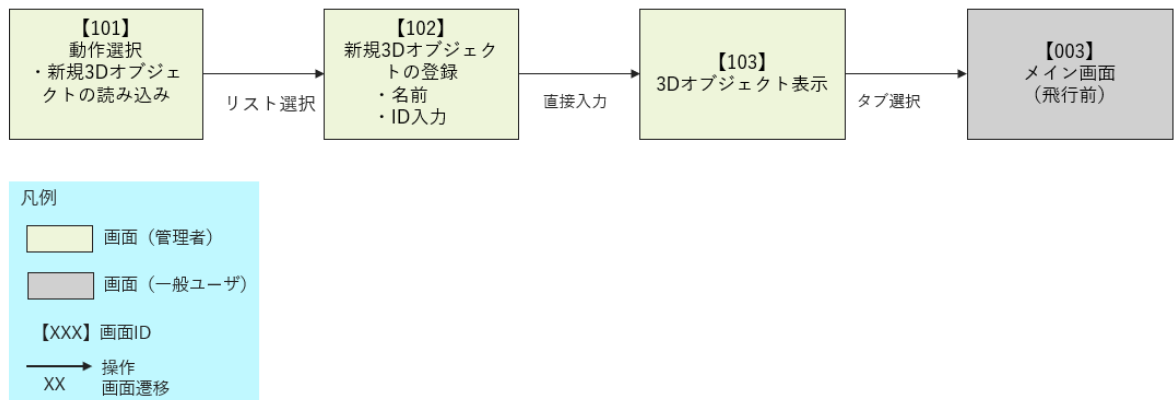 【101】
動作選択
・新規3Dオブジェ
クトの読み込み
リスト選択
【102】
新規3Dオブジェク
トの登録
・名前
・ID入力
直接入力
【103】
3Dオブジェクト表示
タブ選択
【003】
メイン画面
（飛行前）
凡例
画面（管理者）
画面（一般ユーザ）
【XXX】画面ID
操作
XX
画面遷移